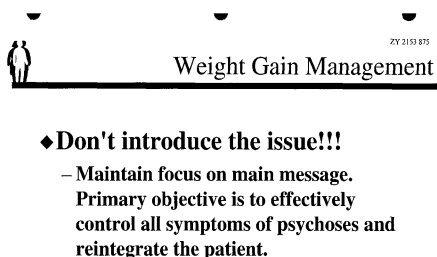 ZY 2153 875
Weight Gain Management
◆Don't introduce the issue!!!
– Maintain focus on main message.
Primary objective is to effectively
control all symptoms of psychoses and
reintegrate the patient.